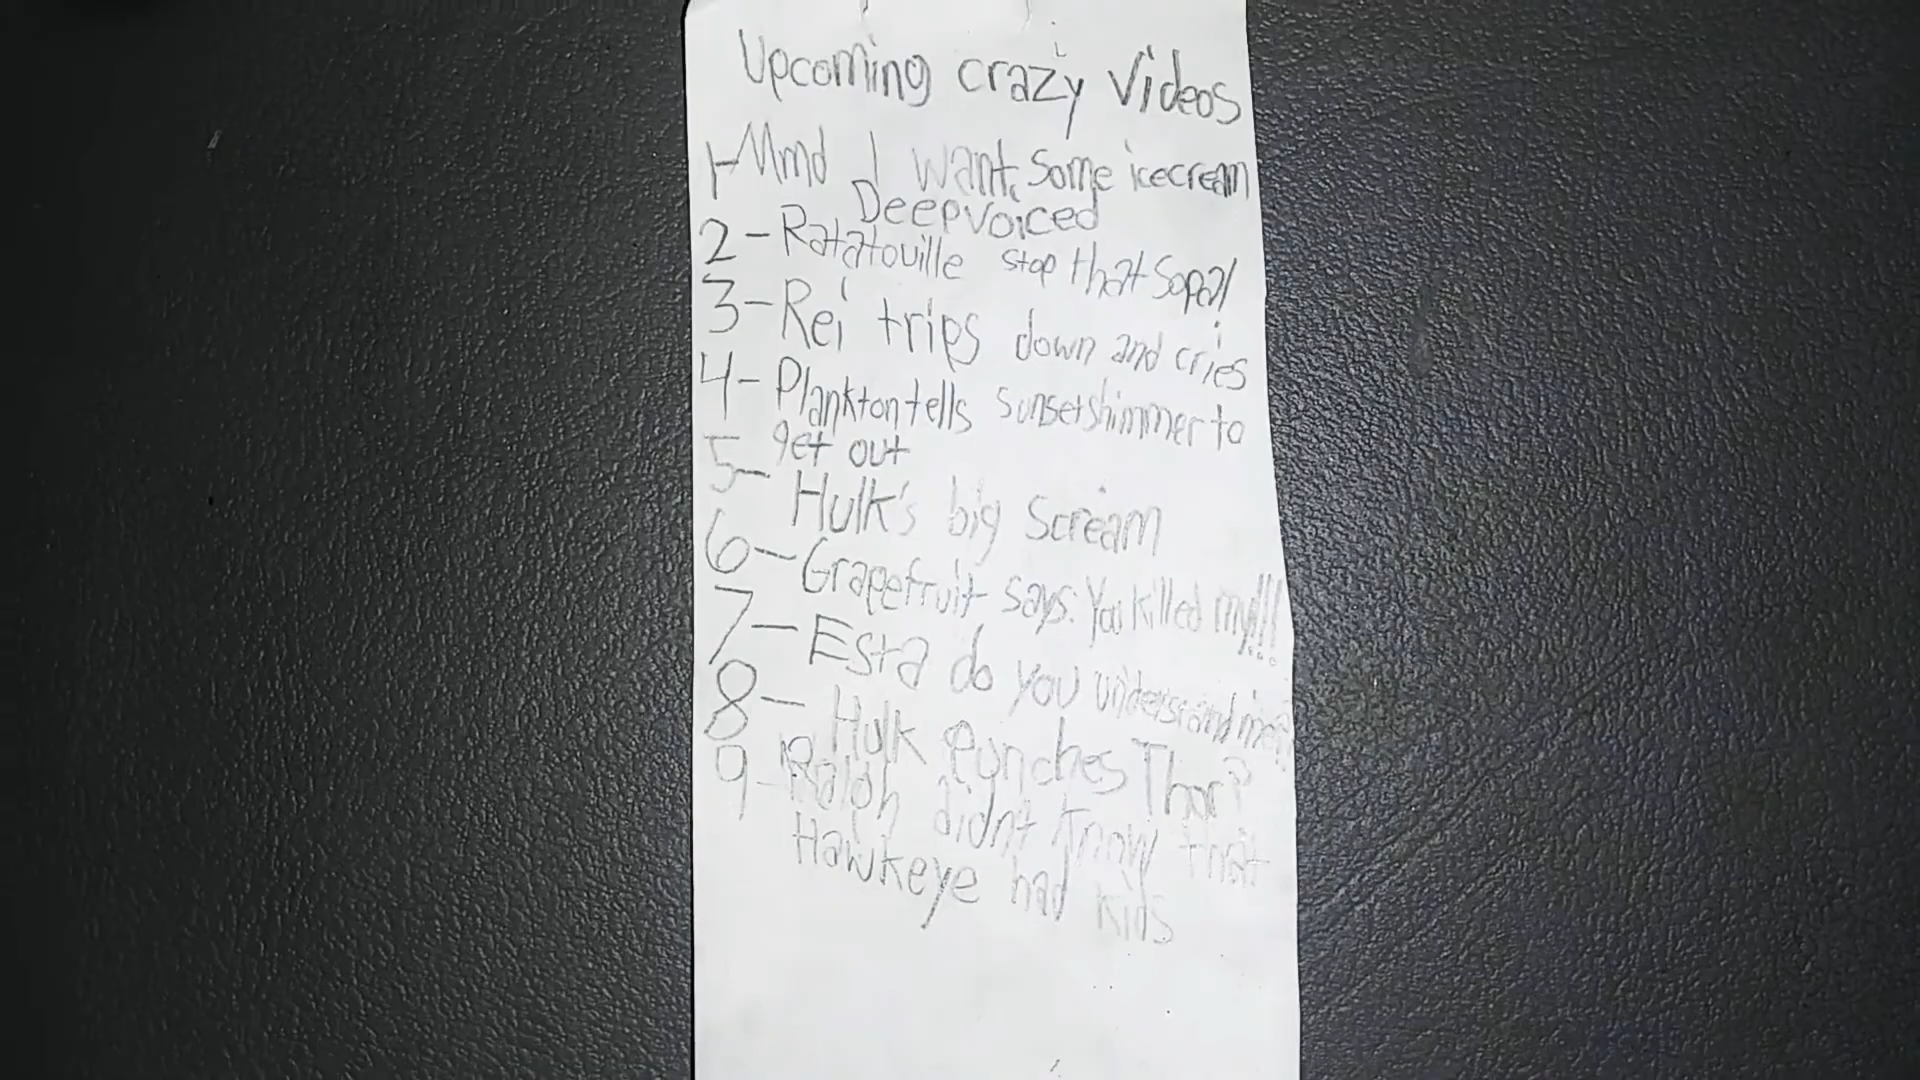 Upcoming crazy Videos
1- Mmd I want some icecream
Deepvoiced
2- Ratatouille stop that Sopa!
3- Rei trips down and cries
4- Plankton tells sunsetshimmer to
get out
5- Hulk's big Scream
6- Grapefruit says: You killed my!!!...
7- Esta do you understand me?
8- Hulk punches Thor?
9- Ralph didnt know that
Hawkeye had kids